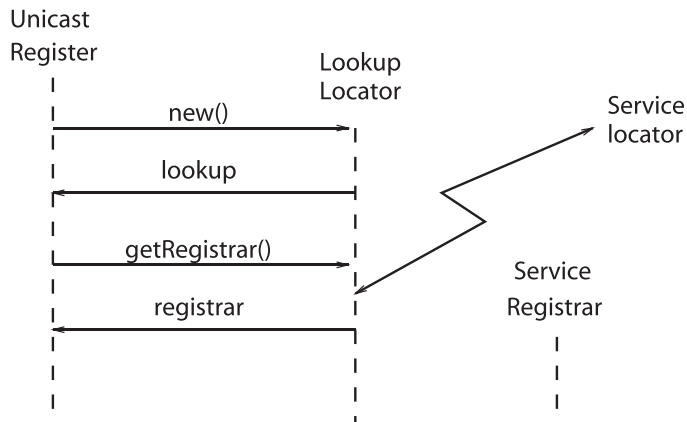 Unicast
Register
Lookup
Locator
Service
locator
new()
lookup
getRegistrar()
Service
Registrar
registrar